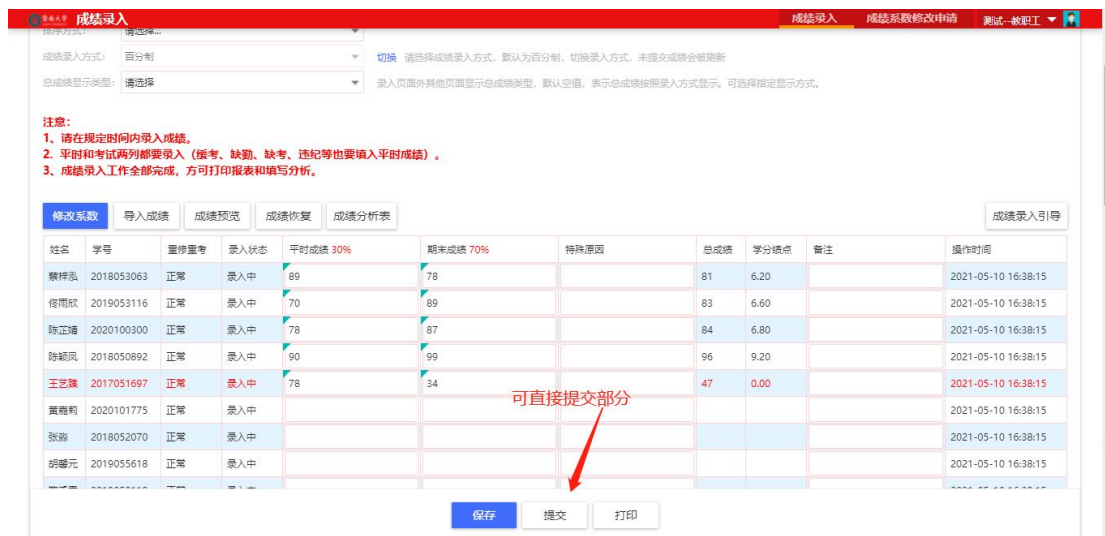 暨南大学 成绩录入 成绩录入 成绩系数修改申请 测试--教职工
排序方式: 请选择...
成绩录入方式: 百分制 切换 请选择成绩录入方式，默认为百分制，切换录入方式，未提交成绩会被刷新
总成绩显示类型: 请选择 录入页面外其他页面显示总成绩类型，默认空值，表示总成绩按照录入方式显示。可选择指定显示方式。
注意:
1、请在规定时间内录入成绩。
2. 平时和考试两列都要录入（缓考、缺勤、缺考、违纪等也要填入平时成绩）。
3、成绩录入工作全部完成，方可打印报表和填写分析。
修改系数 导入成绩 成绩预览 成绩恢复 成绩分析表 成绩录入引导
姓名 学号 重修重考 录入状态 平时成绩 30% 期末成绩 70% 特殊原因 总成绩 学分绩点 备注 操作时间
蔡梓泓 2018053063 正常 录入中 89 78 81 6.20 2021-05-10 16:38:15
佟雨欣 2019053116 正常 录入中 70 89 83 6.60 2021-05-10 16:38:15
陈芷婧 2020100300 正常 录入中 78 87 84 6.80 2021-05-10 16:38:15
陈颖凤 2018050892 正常 录入中 90 99 96 9.20 2021-05-10 16:38:15
王艺 2017051697 正常 录入中 78 34 47 0.00 2021-05-10 16:38:15
可直接提交部分
黄嘉莉 2020101775 正常 录入中 2021-05-10 16:38:15
张 2018052070 正常 录入中 2021-05-10 16:38:15
胡馨元 2019055618 正常 录入中 2021-05-10 16:38:15
保存 提交 打印